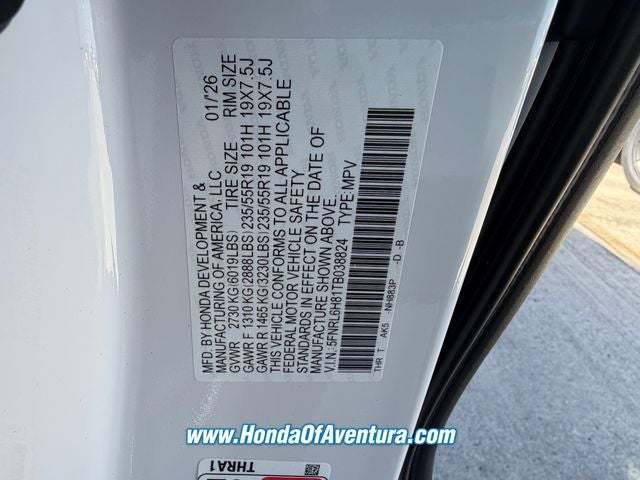 MFD. BY HONDA DEVELOPMENT &
MANUFACTURING OF AMERICA, LLC 01/'26
GVWR 2730 KG(6019LBS) TIRE SIZE RIM SIZE
GAWR F 1310 KG(2888LBS) 235/55R19 101H 19X7.5J
GAWR R 1465 KG(3230LBS) 235/55R19 101H 19X7.5J
THIS VEHICLE CONFORMS TO ALL APPLICABLE
FEDERAL MOTOR VEHICLE SAFETY
STANDARDS IN EFFECT ON THE DATE OF
MANUFACTURE SHOWN ABOVE.
V.I.N.:5FNRL6H81TB038824 TYPE:MPV
THR T AK5 :NH883P - D -B
www.HondaOfAventura.com
THRA1